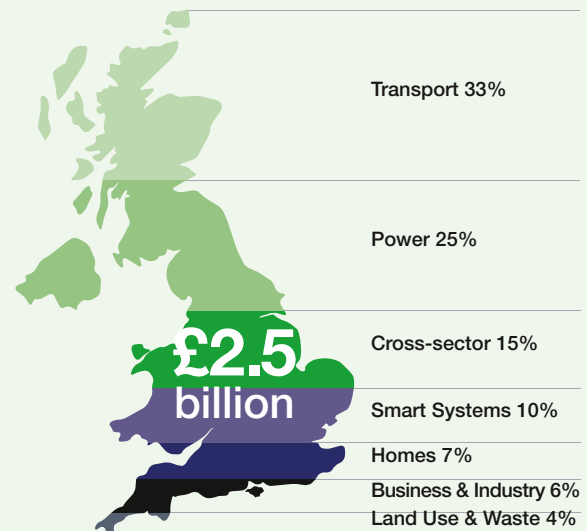 Transport 33%
Power 25%
£2.5
billion
Cross-sector 15%
Smart Systems 10%
Homes 7%
Business & Industry 6%
Land Use & Waste 4%